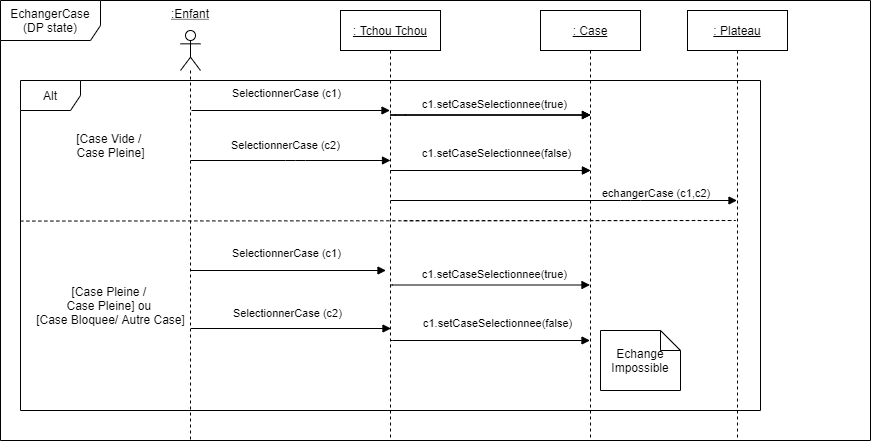 EchangerCase
(DP state)
:Enfant
: Tchou Tchou
: Case
: Plateau
Alt
SelectionnerCase (c1)
c1.setCaseSelectionnee(true)
[Case Vide /
Case Pleine]
SelectionnerCase (c2)
c1.setCaseSelectionnee(false)
echangerCase (c1,c2)
SelectionnerCase (c1)
c1.setCaseSelectionnee(true)
[Case Pleine /
Case Pleine] ou
[Case Bloquee/ Autre Case]
SelectionnerCase (c2)
c1.setCaseSelectionnee(false)
Echange
Impossible